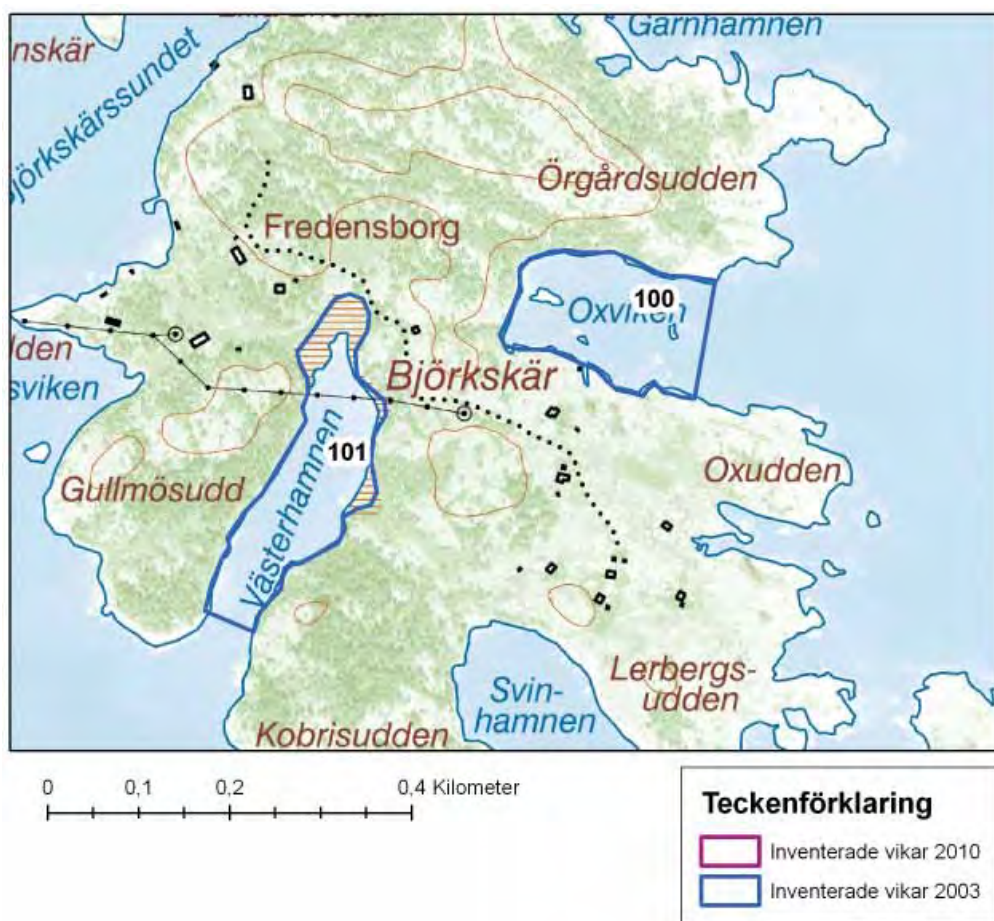 Garnhamnen
nskär
jörkskärssundet
Örgårdsudden
Fredensborg
100
Oxviken
dden
sviken
Björkskär
101
Västerhamnen
Gullmösudd
Oxudden
Lerbergs-
udden
Svin-
hamnen
Kobrisudden
0 0,1 0,2 0,4 Kilometer
Teckenförklaring
Inventerade vikar 2010
Inventerade vikar 2003